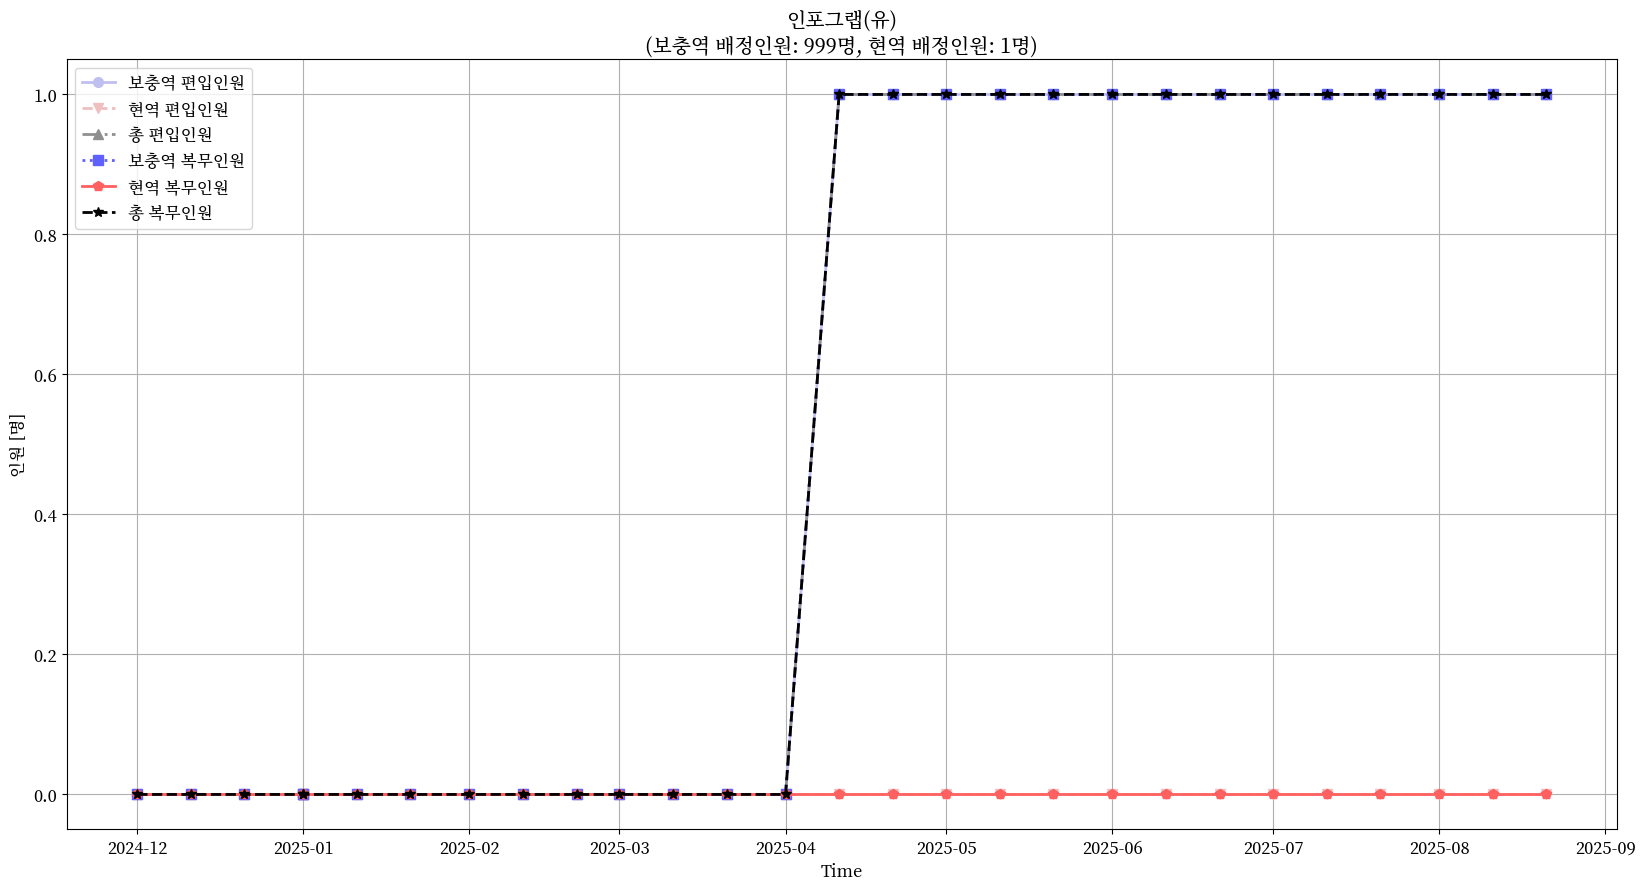 인포그랩(유)
(보충역 배정인원: 999명, 현역 배정인원: 1명)
보충역 편입인원
현역 편입인원
총 편입인원
보충역 복무인원
현역 복무인원
총 복무인원
1.0
0.8
0.6
0.4
0.2
0.0
인원 [명]
2024-12
2025-01
2025-02
2025-03
2025-04
2025-05
2025-06
2025-07
2025-08
2025-09
Time